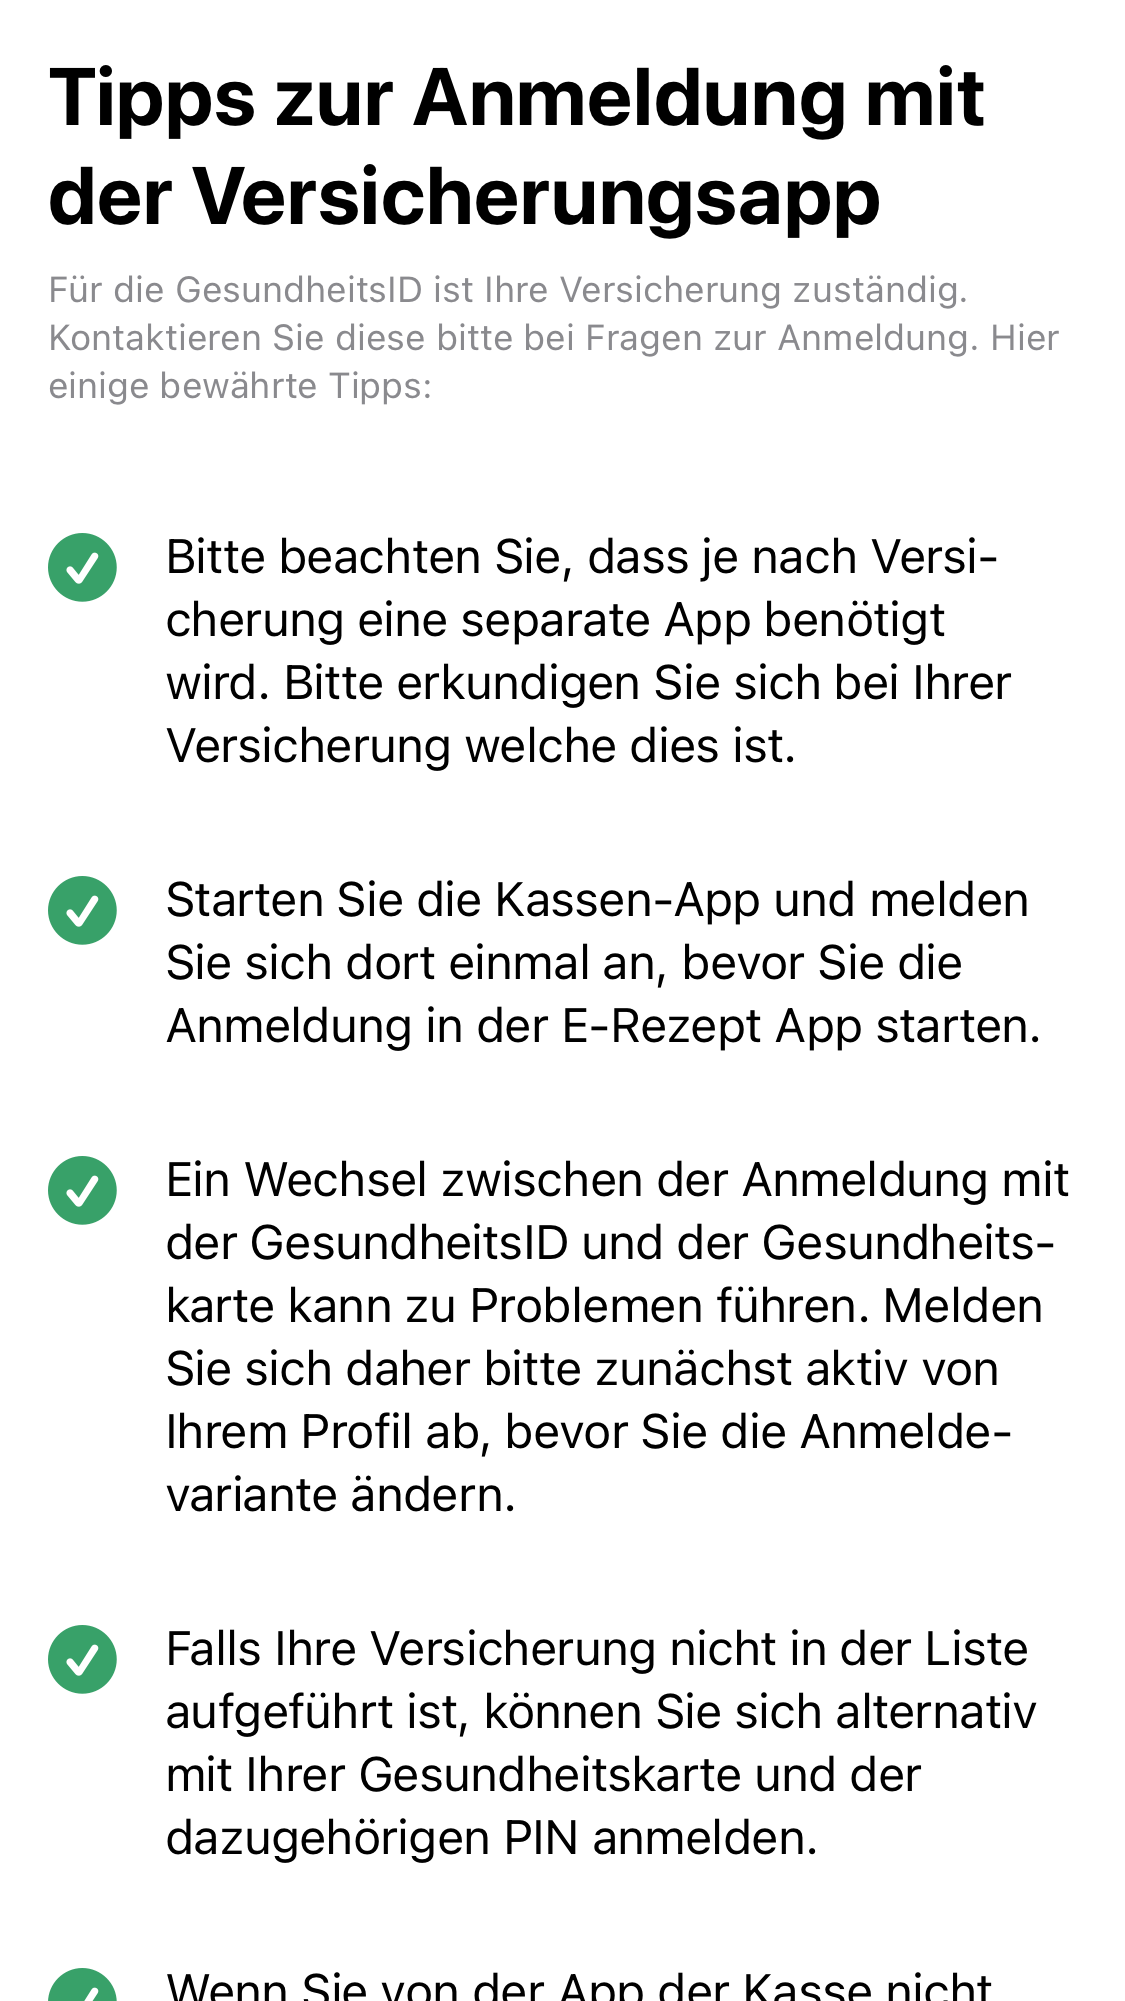 Tipps zur Anmeldung mit
der Versicherungsapp
Für die GesundheitsID ist Ihre Versicherung zuständig.
Kontaktieren Sie diese bitte bei Fragen zur Anmeldung. Hier
einige bewährte Tipps:
Bitte beachten Sie, dass je nach Versi-
cherung eine separate App benötigt
wird. Bitte erkundigen Sie sich bei Ihrer
Versicherung welche dies ist.
Starten Sie die Kassen-App und melden
Sie sich dort einmal an, bevor Sie die
Anmeldung in der E-Rezept App starten.
Ein Wechsel zwischen der Anmeldung mit
der GesundheitsID und der Gesundheits-
karte kann zu Problemen führen. Melden
Sie sich daher bitte zunächst aktiv von
Ihrem Profil ab, bevor Sie die Anmelde-
variante ändern.
Falls Ihre Versicherung nicht in der Liste
aufgeführt ist, können Sie sich alternativ
mit Ihrer Gesundheitskarte und der
dazugehörigen PIN anmelden.
Wenn Sie von der App der Kasse nicht